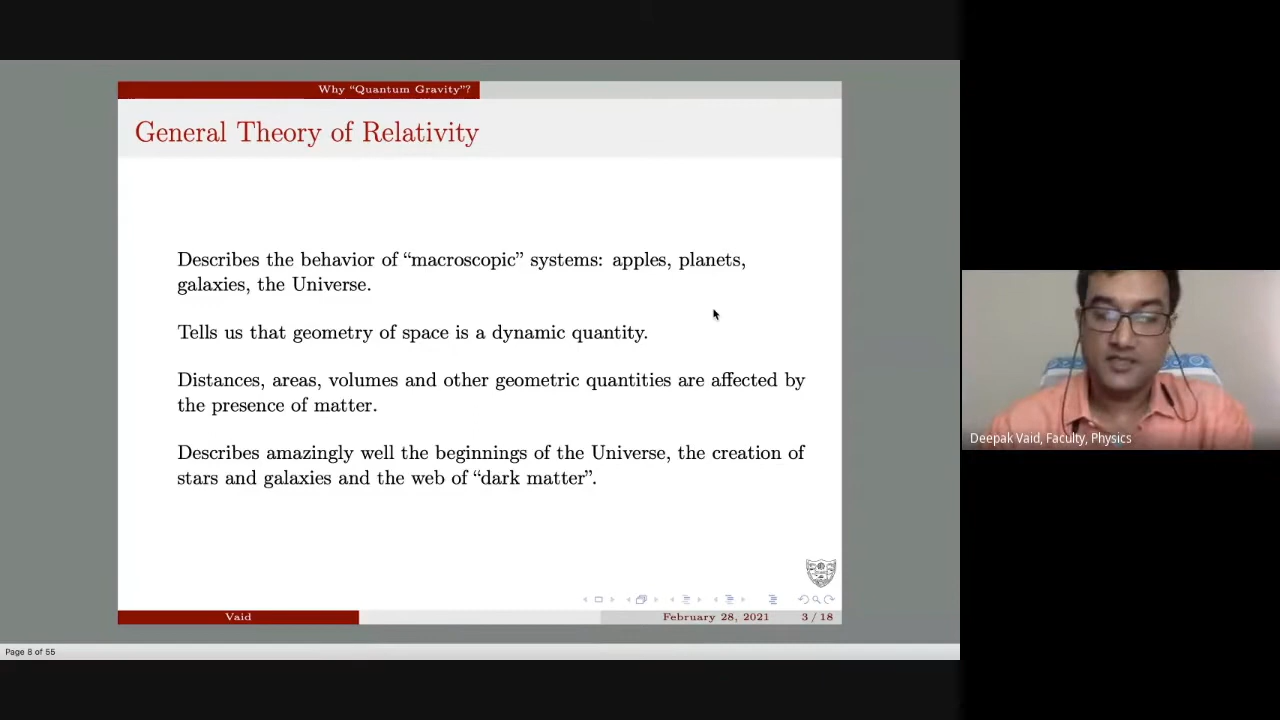 Why “Quantum Gravity”?
General Theory of Relativity
Describes the behavior of “macroscopic” systems: apples, planets,
galaxies, the Universe.
Tells us that geometry of space is a dynamic quantity.
Distances, areas, volumes and other geometric quantities are affected by
the presence of matter.
Describes amazingly well the beginnings of the Universe, the creation of
stars and galaxies and the web of “dark matter”.
Vaid
February 28, 2021
3 / 18
Page 8 of 55
Deepak Vaid, Faculty, Physics